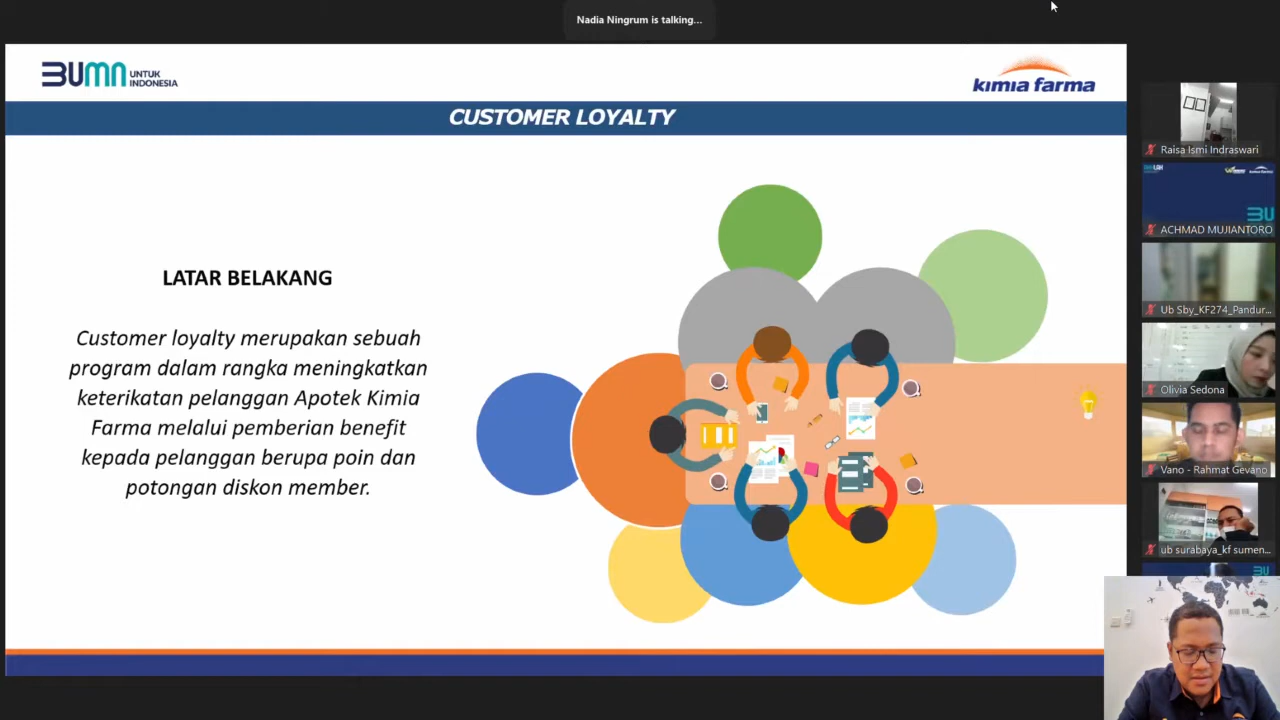 Nadia Ningrum is talking...
BUMN UNTUK
INDONESIA
kimia farma
CUSTOMER LOYALTY
LATAR BELAKANG
Customer loyalty merupakan sebuah
program dalam rangka meningkatkan
keterikatan pelanggan Apotek Kimia
Farma melalui pemberian benefit
kepada pelanggan berupa poin dan
potongan diskon member.
Raisa Ismi Indraswari
ACHMAD MUJIANTORO
Ub Sby_KF274_Pandur...
Olivia Sedona
Vano - Rahmat Gevano
ub surabaya_kf sumen...